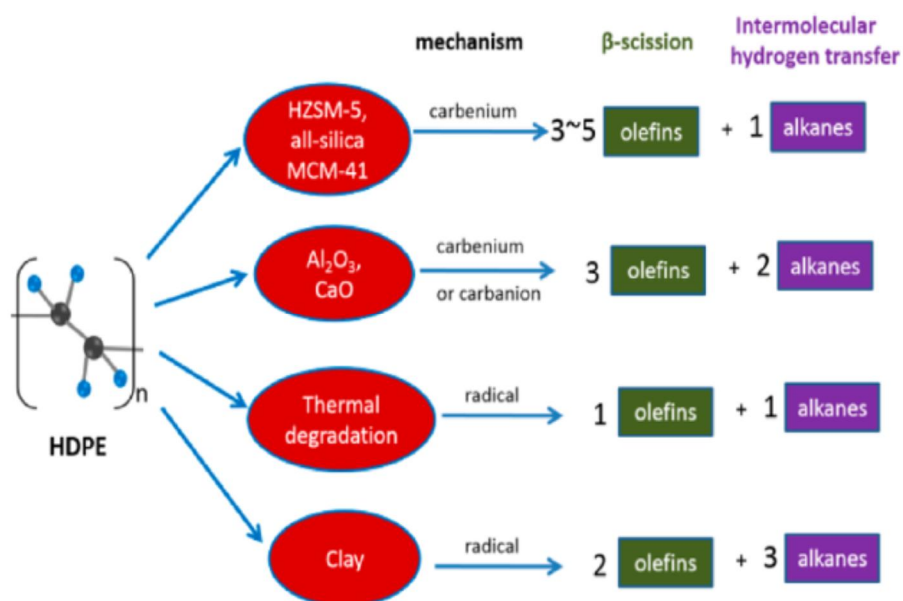 mechanism
β-scission
Intermolecular
hydrogen transfer
HZSM-5,
all-silica
MCM-41
carbenium
3~5 olefins + 1 alkanes
Al₂O₃,
CaO
carbenium
or carbanion
3 olefins + 2 alkanes
n
HDPE
Thermal
degradation
radical
1 olefins + 1 alkanes
Clay
radical
2 olefins + 3 alkanes